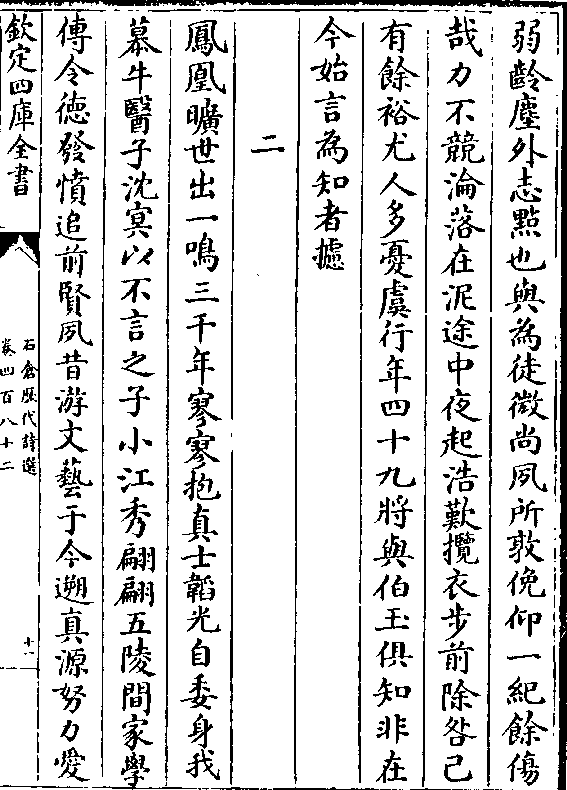 弱齡塵外志點也與為徒微尚夙所敦俛仰一紀餘傷
哉力不競淪落在泥途中夜起浩歎攬衣步前除咎己
有餘裕尤人多憂虞行年四十九將與伯玉俱知非在
今始言為知者攄
二
鳳凰曠世出一鳴三千年寥寥抱真士韜光自委身我
慕牛醫子沈冥以不言之子小江秀翩翩五陵間家學
傳令徳發憤追前賢夙昔游文藝于今遡真源努力愛
欽定四庫全書
石倉歴代詩選
卷四百八十二
十一